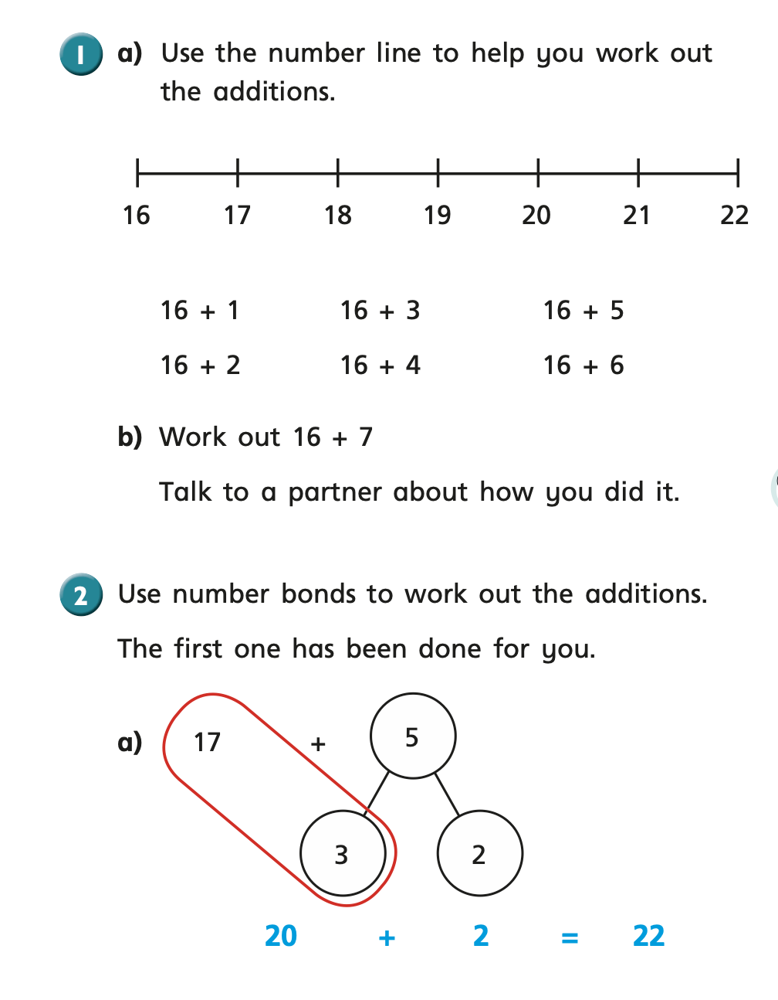 1 a) Use the number line to help you work out
the additions.
16 17 18 19 20 21 22
16 + 1 16 + 3 16 + 5
16 + 2 16 + 4 16 + 6
b) Work out 16 + 7
Talk to a partner about how you did it.
2 Use number bonds to work out the additions.
The first one has been done for you.
a) 17 + 5
3 2
20 + 2 = 22